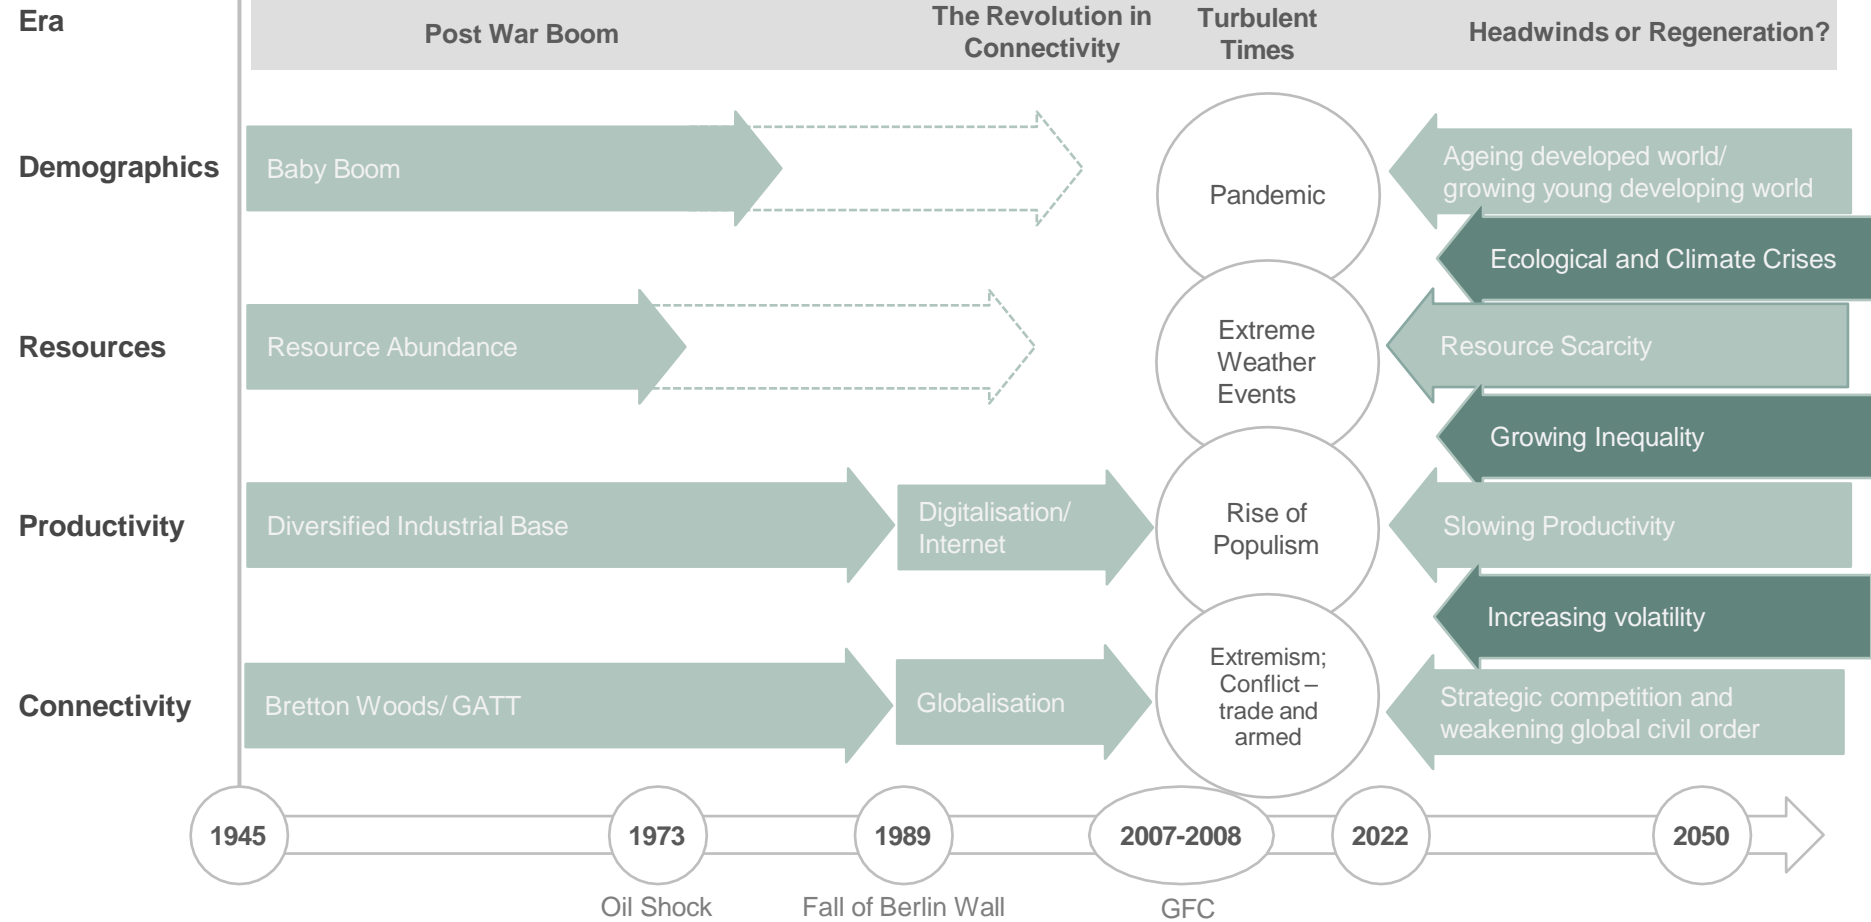 Era
Post War Boom
The Revolution in
Connectivity
Turbulent
Times
Headwinds or Regeneration?
Demographics
Baby Boom
Pandemic
Ageing developed world/
growing young developing world
Ecological and Climate Crises
Resources
Resource Abundance
Extreme
Weather
Events
Resource Scarcity
Growing Inequality
Productivity
Diversified Industrial Base
Digitalisation/
Internet
Rise of
Populism
Slowing Productivity
Increasing volatility
Connectivity
Bretton Woods/ GATT
Globalisation
Extremism;
Conflict –
trade and
armed
Strategic competition and
weakening global civil order
1945
1973
1989
2007-2008
2022
2050
Oil Shock
Fall of Berlin Wall
GFC